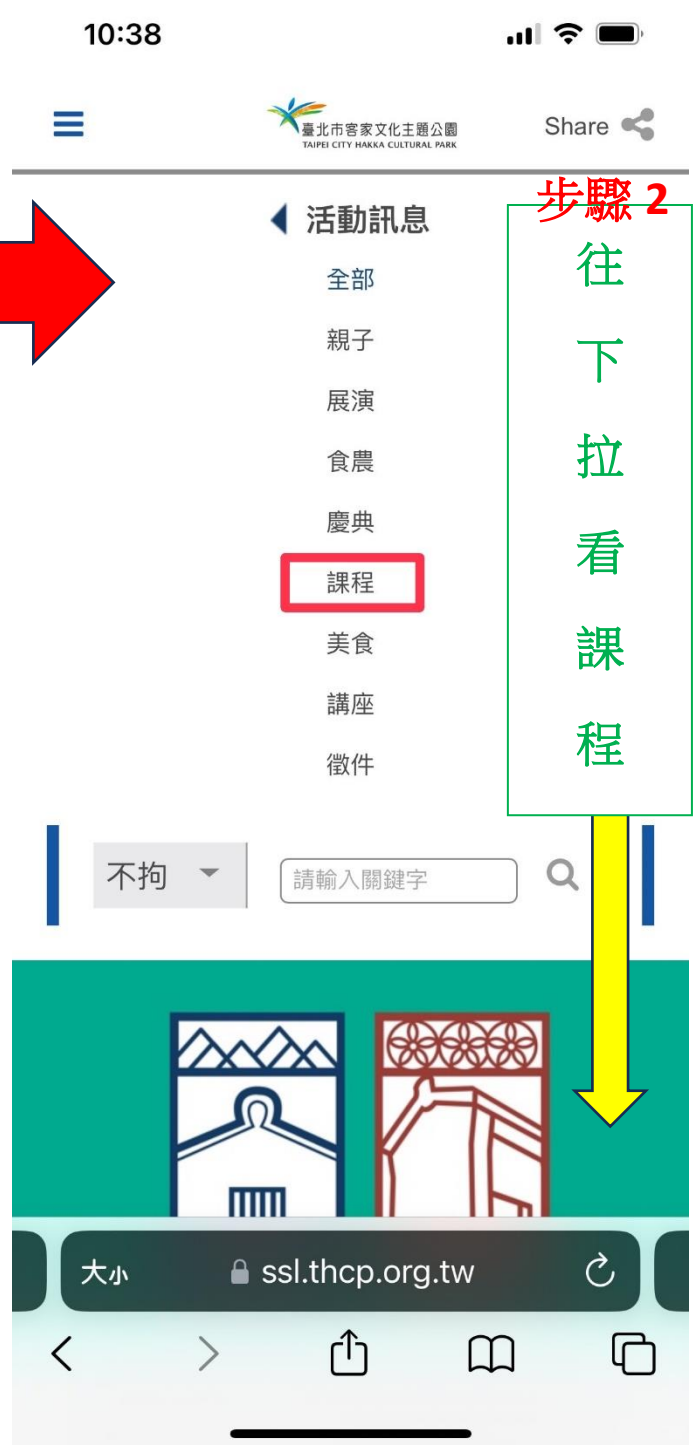 10:38
臺北市客家文化主題公園
TAIPEI CITY HAKKA CULTURAL PARK
Share
步驟 2
活動訊息
全部
親子
展演
食農
慶典
課程
美食
講座
徵件
往
下
拉
看
課
程
不拘
請輸入關鍵字
大小
ssl.thcp.org.tw